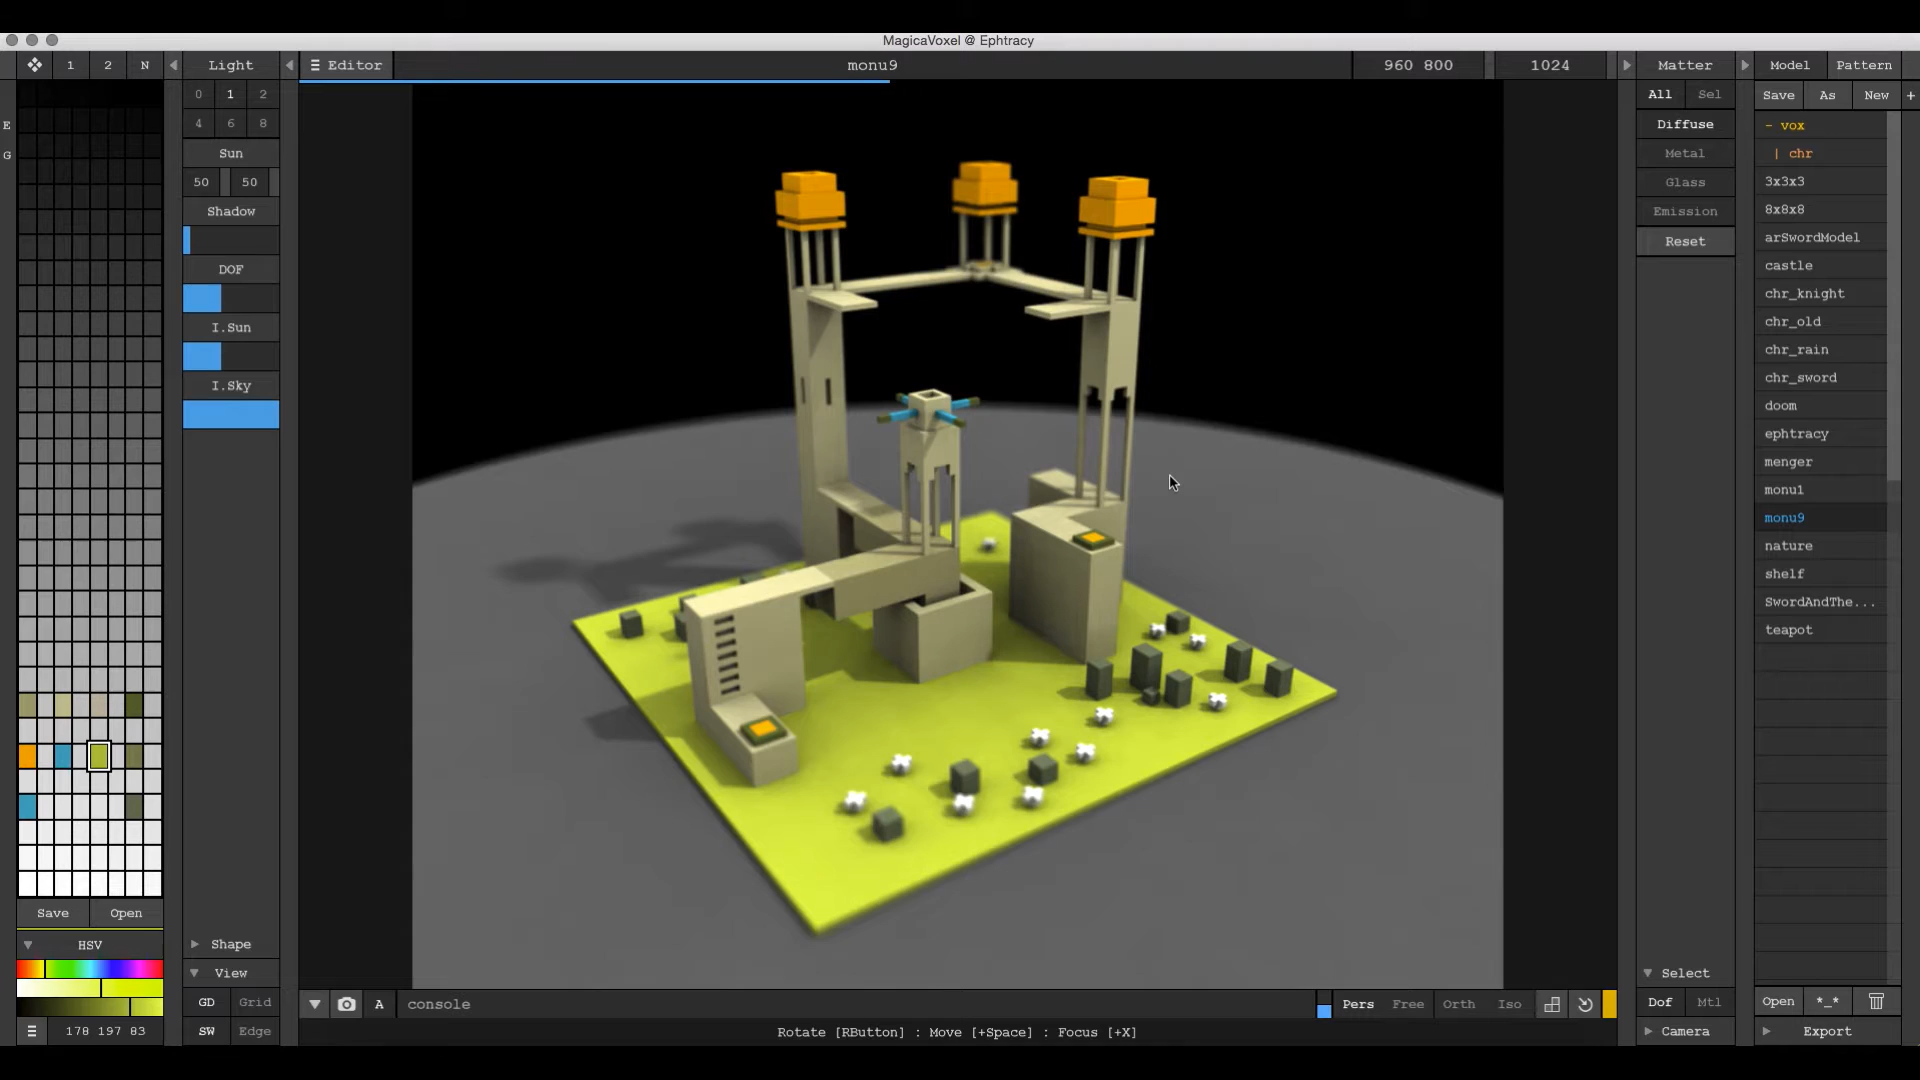 MagicaVoxel @ Ephtracy
1 2 N Light Editor monu9 960 800 1024 Matter Model Pattern
0 1 2 All Sel Save As New +
4 6 8 Diffuse - vox
E
G
Sun Metal | chr
50 50 Glass 3x3x3
Shadow Emission 8x8x8
Reset arSwordModel
DOF castle
chr_knight
I.Sun chr_old
chr_rain
I.Sky chr_sword
doom
ephtracy
menger
monu1
monu9
nature
shelf
SwordAndThe...
teapot
Save Open
HSV Shape
View Select
GD Grid A console Pers Free Orth Iso Dof Mtl Open *_*
178 197 83 SW Edge Rotate [RButton] : Move [+Space] : Focus [+X] Camera Export